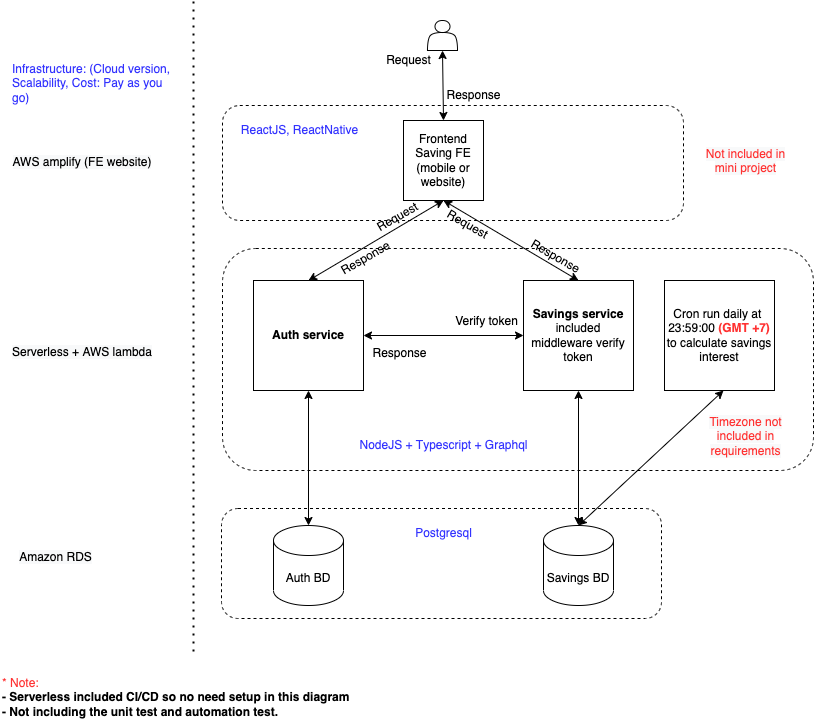 Request
Infrastructure: (Cloud version,
Scalability, Cost: Pay as you
go)
Response
ReactJS, ReactNative
Frontend
Saving FE
(mobile or
website)
AWS amplify (FE website)
Not included in
mini project
Request
Response
Request
Response
Auth service
Verify token
Response
Savings service
included
middleware verify
token
Cron run daily at
23:59:00 (GMT +7)
to calculate savings
interest
Serverless + AWS lambda
Timezone not
included in
requirements
NodeJS + Typescript + Graphql
Postgresql
Amazon RDS
Auth BD
Savings BD
* Note:
- Serverless included CI/CD so no need setup in this diagram
- Not including the unit test and automation test.